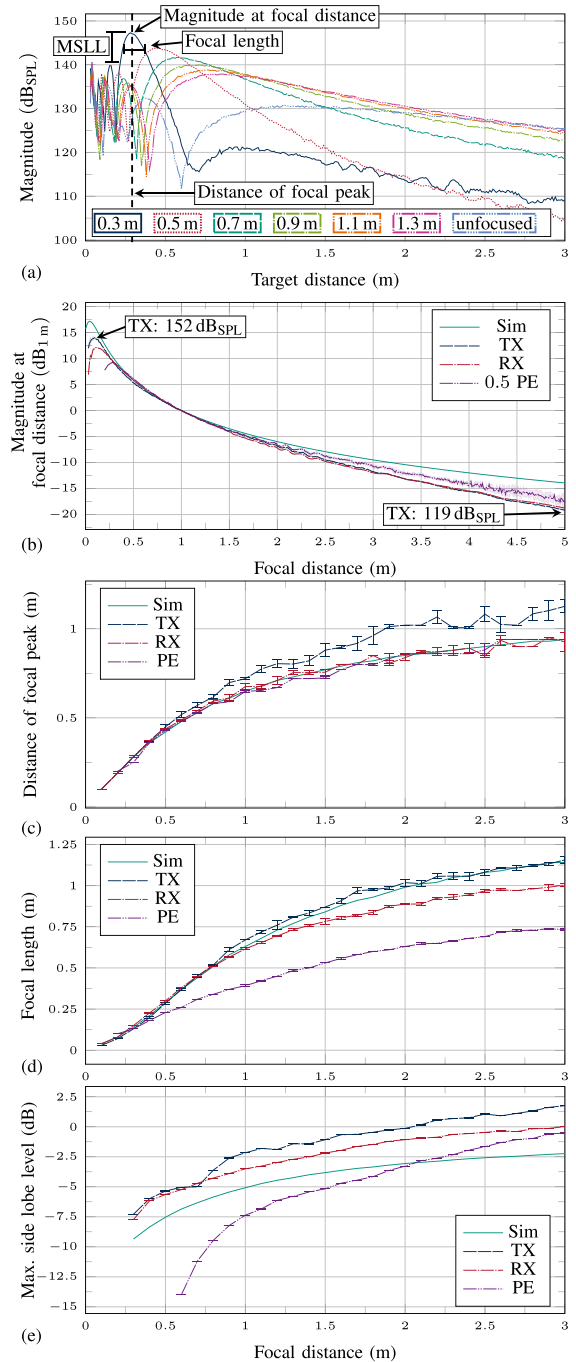 Magnitude at focal distance
MSLL
Focal length
Magnitude (dBSPL)
140
130
120
110
100
Distance of focal peak
0.3 m
0.5 m
0.7 m
0.9 m
1.1 m
1.3 m
unfocused
0 0.5 1 1.5 2 2.5 3
(a)
Target distance (m)
20
15
10
5
0
−5
−10
−15
−20
Magnitude at
focal distance (dB1 m)
TX: 152 dBSPL
Sim
TX
RX
0.5 PE
TX: 119 dBSPL
0 0.5 1 1.5 2 2.5 3 3.5 4 4.5 5
(b)
Focal distance (m)
Distance of focal peak (m)
1
0.5
0
Sim
TX
RX
PE
0 0.5 1 1.5 2 2.5 3
(c)
Focal length (m)
1.25
1
0.75
0.5
0.25
0
Sim
TX
RX
PE
0 0.5 1 1.5 2 2.5 3
(d)
Max. side lobe level (dB)
2.5
0
−2.5
−5
−7.5
−10
−12.5
−15
Sim
TX
RX
PE
0 0.5 1 1.5 2 2.5 3
(e)
Focal distance (m)